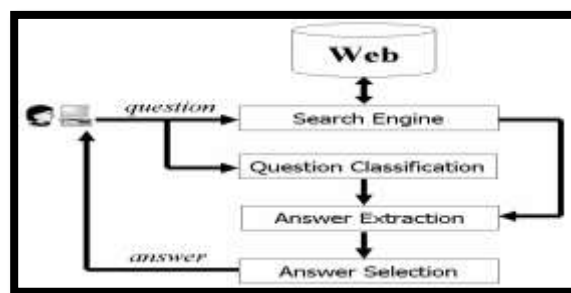 Web
question
Search Engine
Question Classification
Answer Extraction
answer
Answer Selection